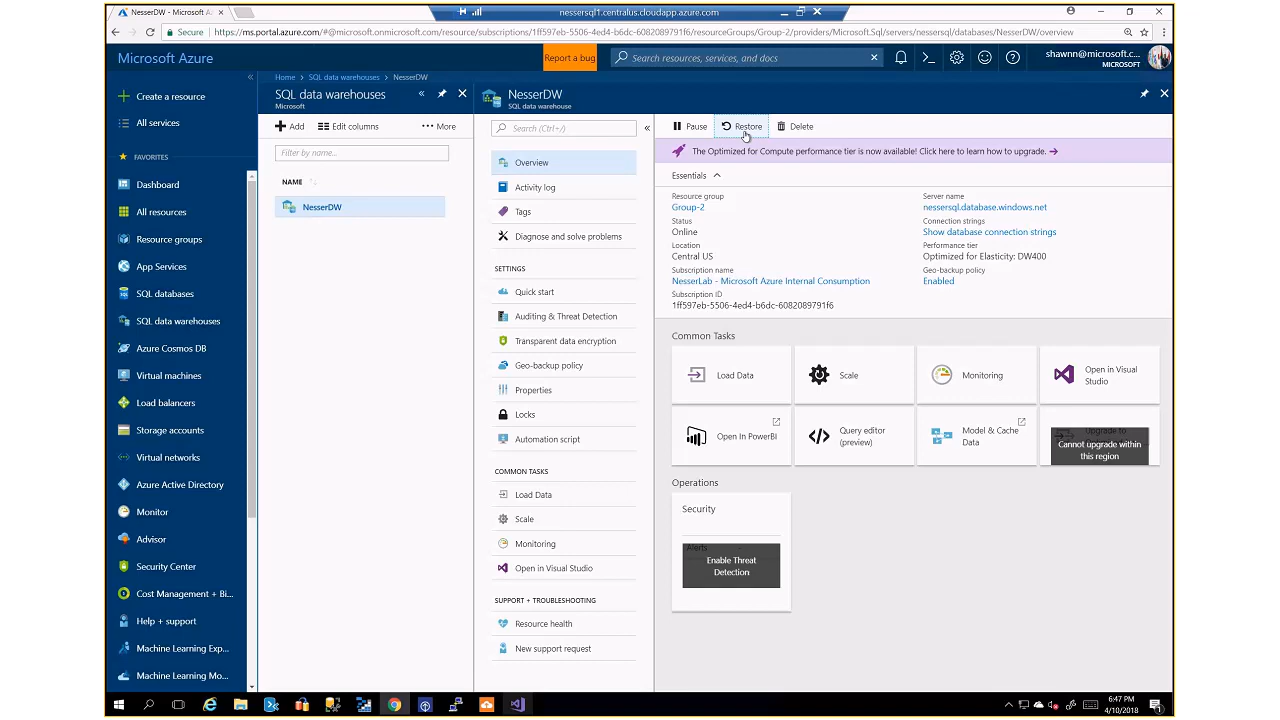 NesserDW - Microsoft Az
nessersql1.centralus.cloudapp.azure.com
Secure
https://ms.portal.azure.com/#@microsoft.onmicrosoft.com/resource/subscriptions/1ff597eb-5506-4ed4-b6dc-6082089791f6/resourceGroups/Group-2/providers/Microsoft.Sql/servers/nessersql/databases/NesserDW/overview
Microsoft Azure
Report a bug
Search resources, services, and docs
shawnn@microsoft.c...
MICROSOFT
Create a resource
All services
FAVORITES
Dashboard
All resources
Resource groups
App Services
SQL databases
SQL data warehouses
Azure Cosmos DB
Virtual machines
Load balancers
Storage accounts
Virtual networks
Azure Active Directory
Monitor
Advisor
Security Center
Cost Management + Bi...
Help + support
Machine Learning Exp...
Machine Learning Mo...
Home
SQL data warehouses
NesserDW
SQL data warehouses
Microsoft
Add
Edit columns
More
Filter by name...
NAME
NesserDW
NesserDW
SQL data warehouse
Search (Ctrl+/)
Overview
Activity log
Tags
Diagnose and solve problems
SETTINGS
Quick start
Auditing & Threat Detection
Transparent data encryption
Geo-backup policy
Properties
Locks
Automation script
COMMON TASKS
Load Data
Scale
Monitoring
Open in Visual Studio
SUPPORT + TROUBLESHOOTING
Resource health
New support request
Pause
Restore
Delete
The Optimized for Compute performance tier is now available! Click here to learn how to upgrade.
Essentials
Resource group
Group-2
Status
Online
Location
Central US
Subscription name
NesserLab - Microsoft Azure Internal Consumption
Subscription ID
1ff597eb-5506-4ed4-b6dc-6082089791f6
Server name
nessersql.database.windows.net
Connection strings
Show database connection strings
Performance tier
Optimized for Elasticity: DW400
Geo-backup policy
Enabled
Common Tasks
Load Data
Scale
Monitoring
Open in Visual
Studio
Open In PowerBI
Query editor
(preview)
Model & Cache
Data
Upgrade to
Cannot upgrade within
this region
Operations
Security
Alerts
Enable Threat
Detection
6:47 PM
4/10/2018